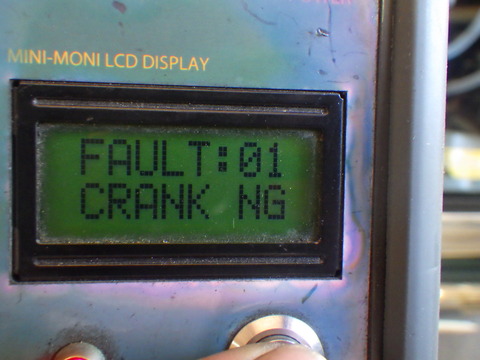 MINI-MONI LCD DISPLAY
FAULT:01
CRANK NG